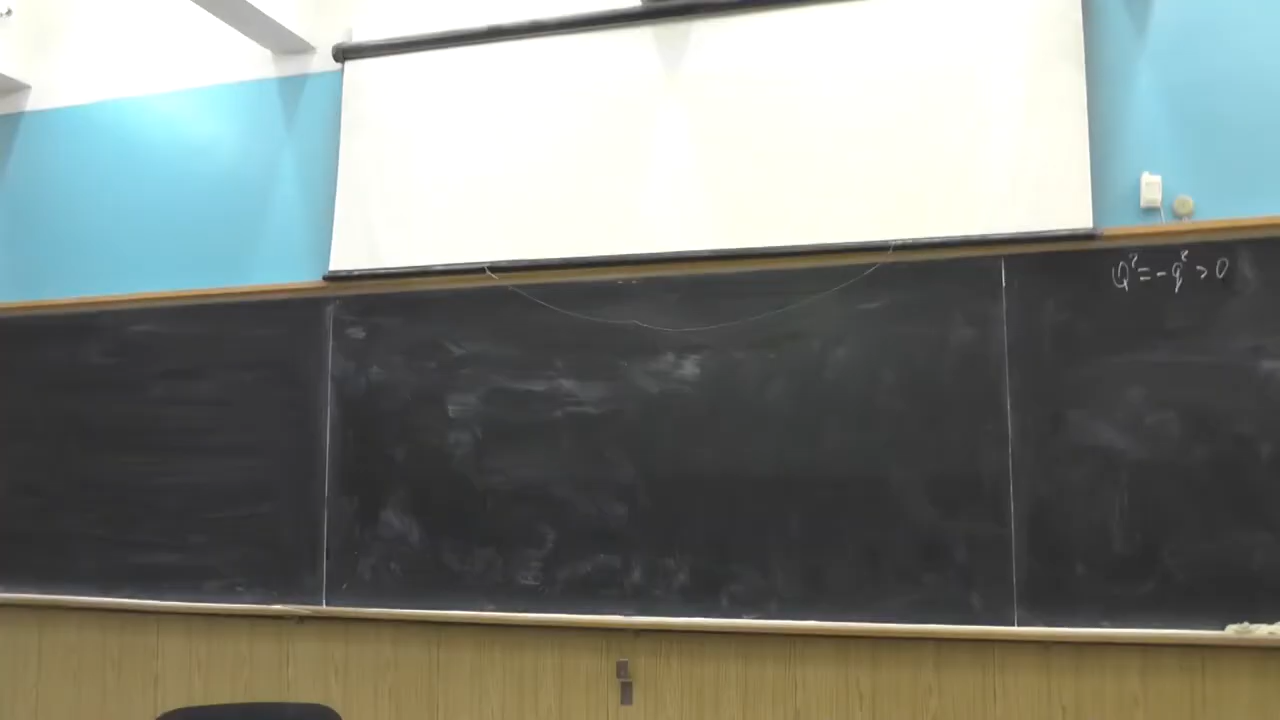 Q² = -q² > 0